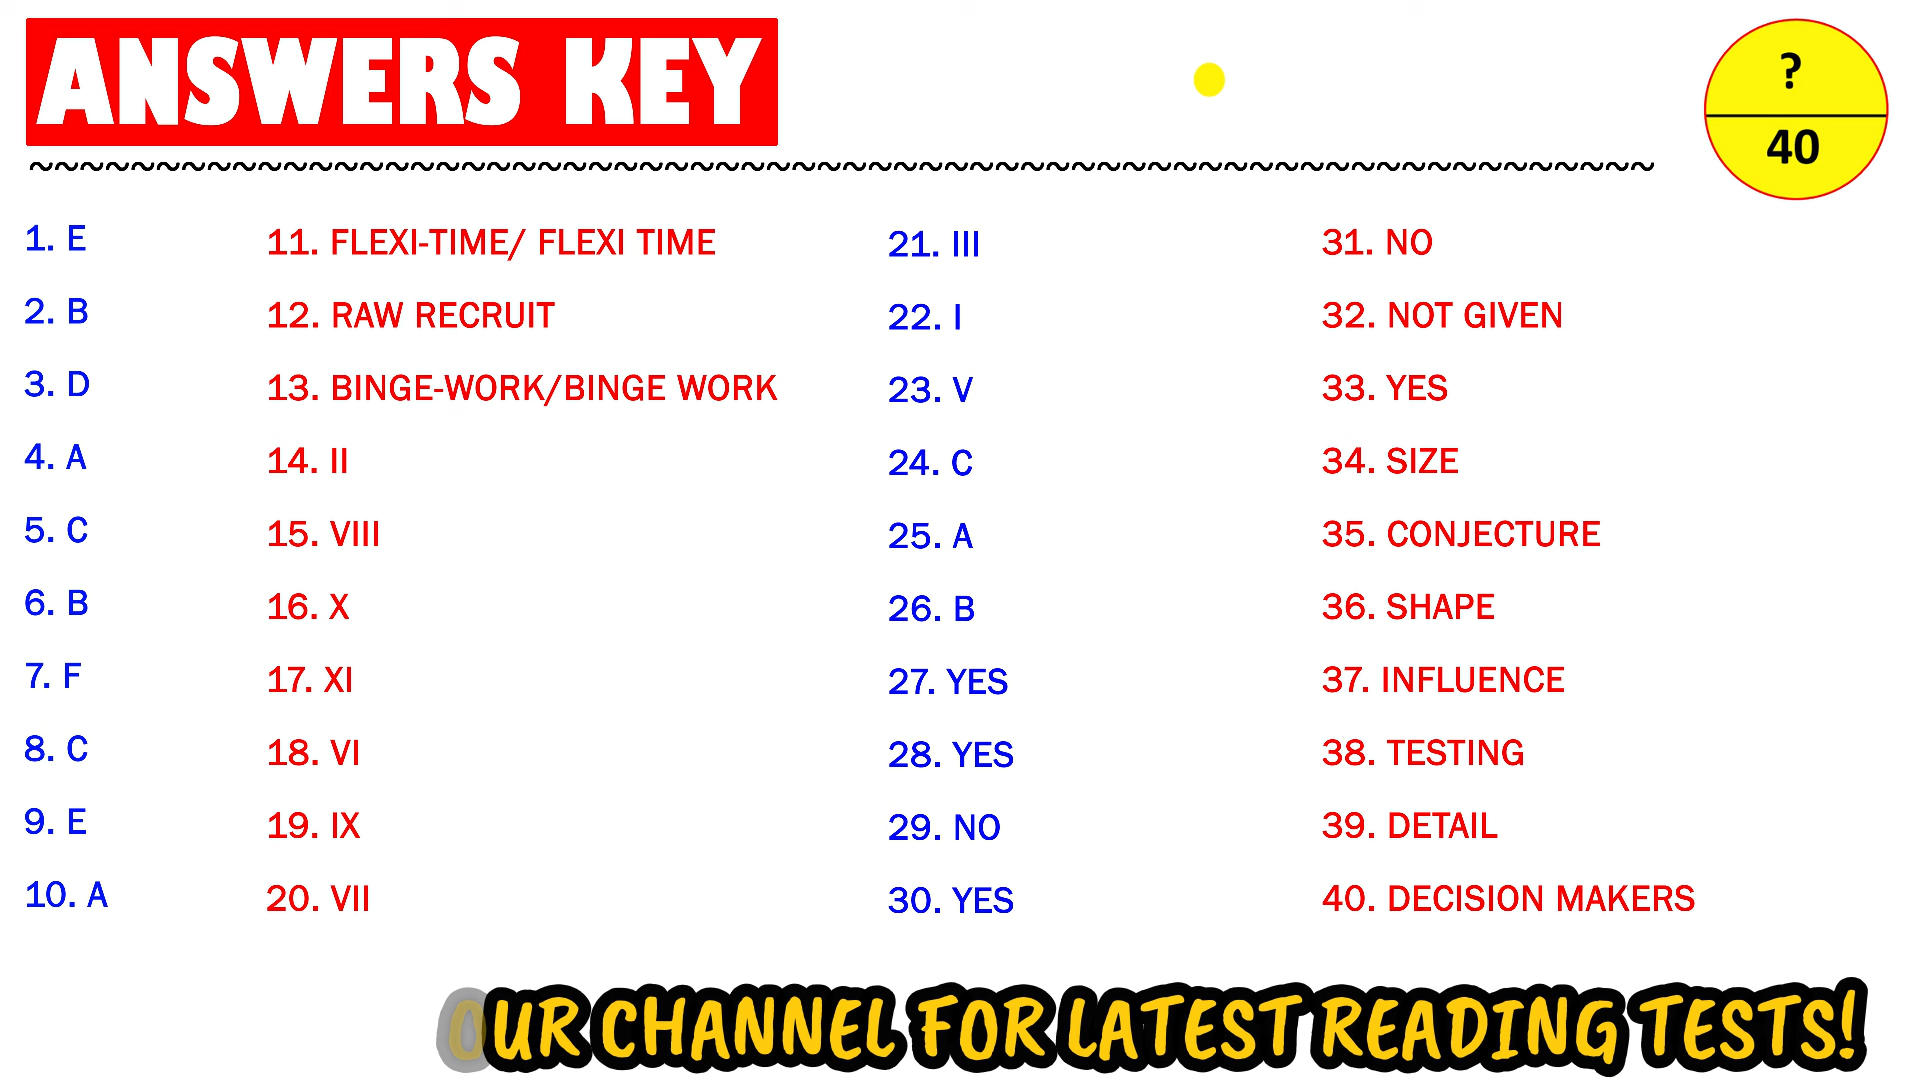 ANSWERS KEY
?
40
~~~~~~~~~~~~~~~~~~~~~~~~~~~~~~~~~~~~~~~~~~~~~~~~~~~~~~~~~~~~~~~~
1. E
2. B
3. D
4. A
5. C
6. B
7. F
8. C
9. E
10. A
11. FLEXI-TIME/ FLEXI TIME
12. RAW RECRUIT
13. BINGE-WORK/BINGE WORK
14. II
15. VIII
16. X
17. XI
18. VI
19. IX
20. VII
21. III
22. I
23. V
24. C
25. A
26. B
27. YES
28. YES
29. NO
30. YES
31. NO
32. NOT GIVEN
33. YES
34. SIZE
35. CONJECTURE
36. SHAPE
37. INFLUENCE
38. TESTING
39. DETAIL
40. DECISION MAKERS
OUR CHANNEL FOR LATEST READING TESTS!